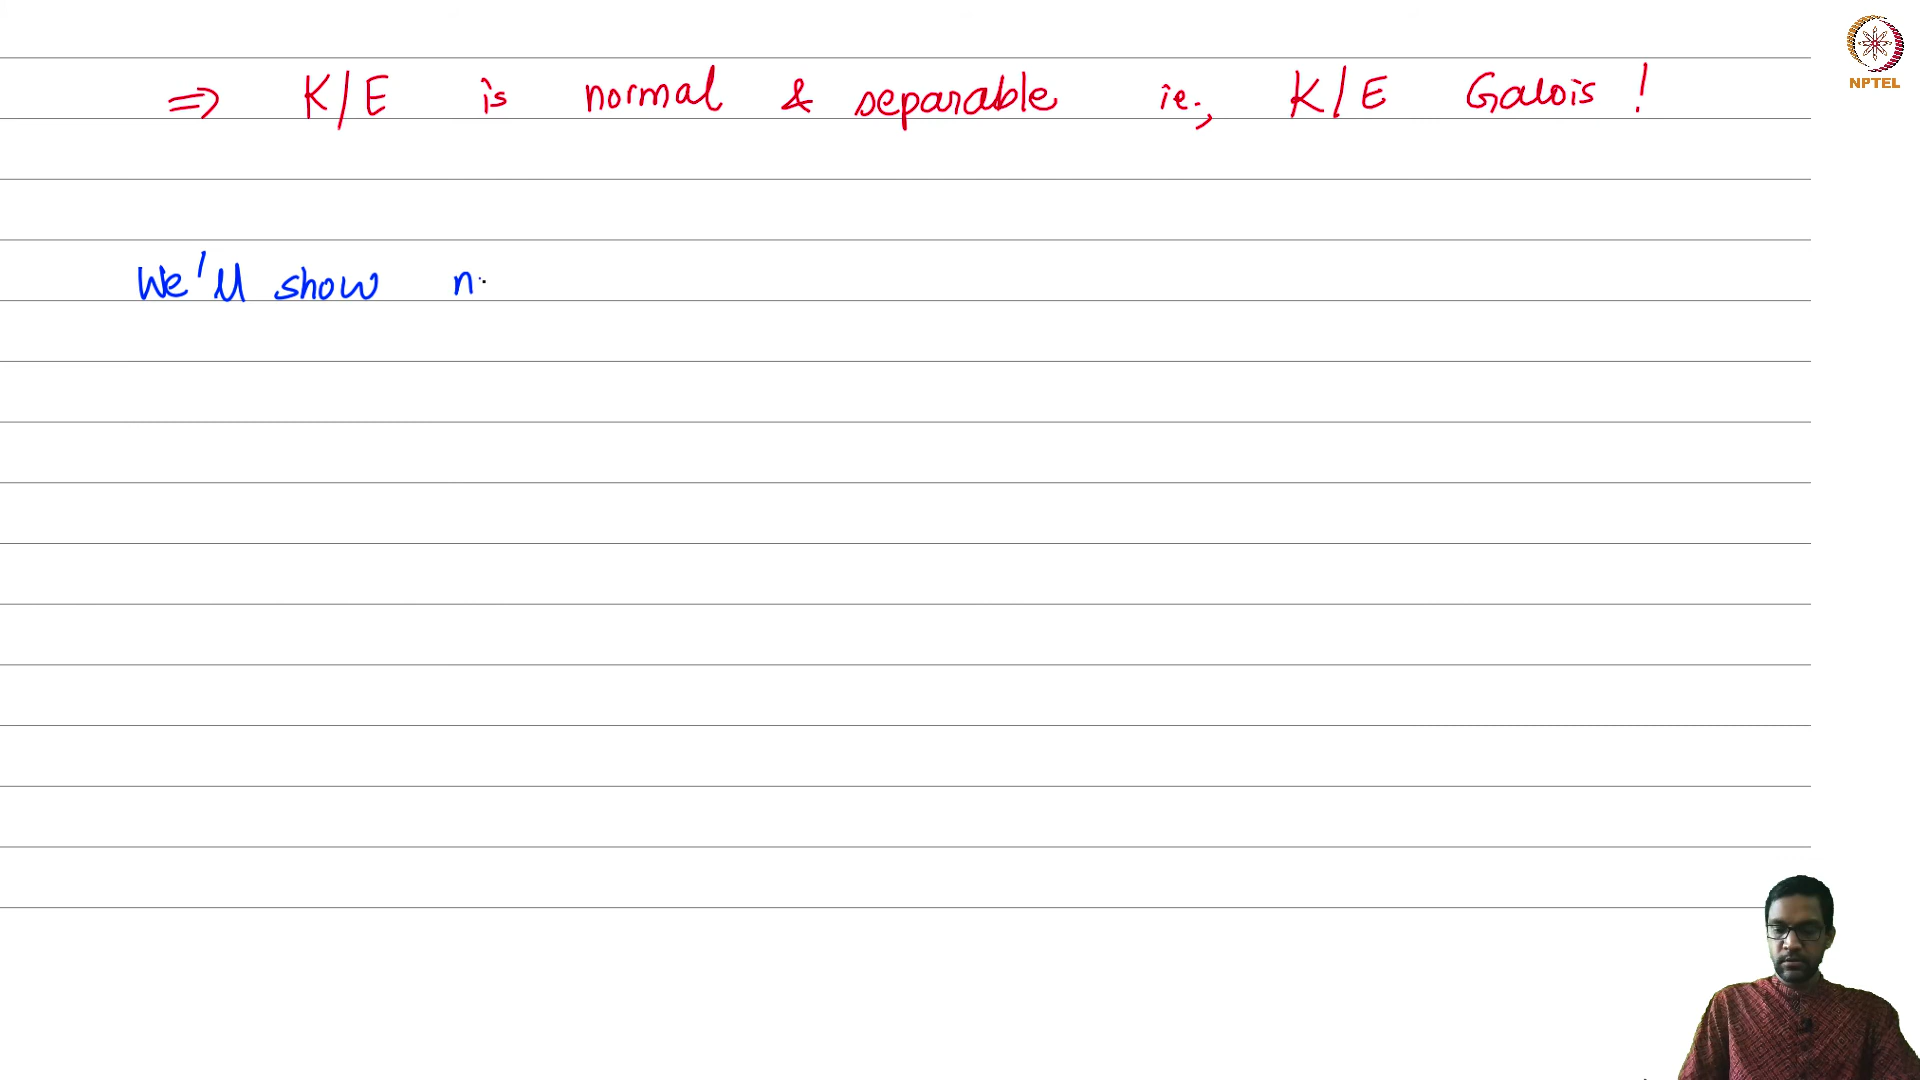 NPTEL
⇒ K/E is normal & separable ie., K/E Galois !
We'll show n